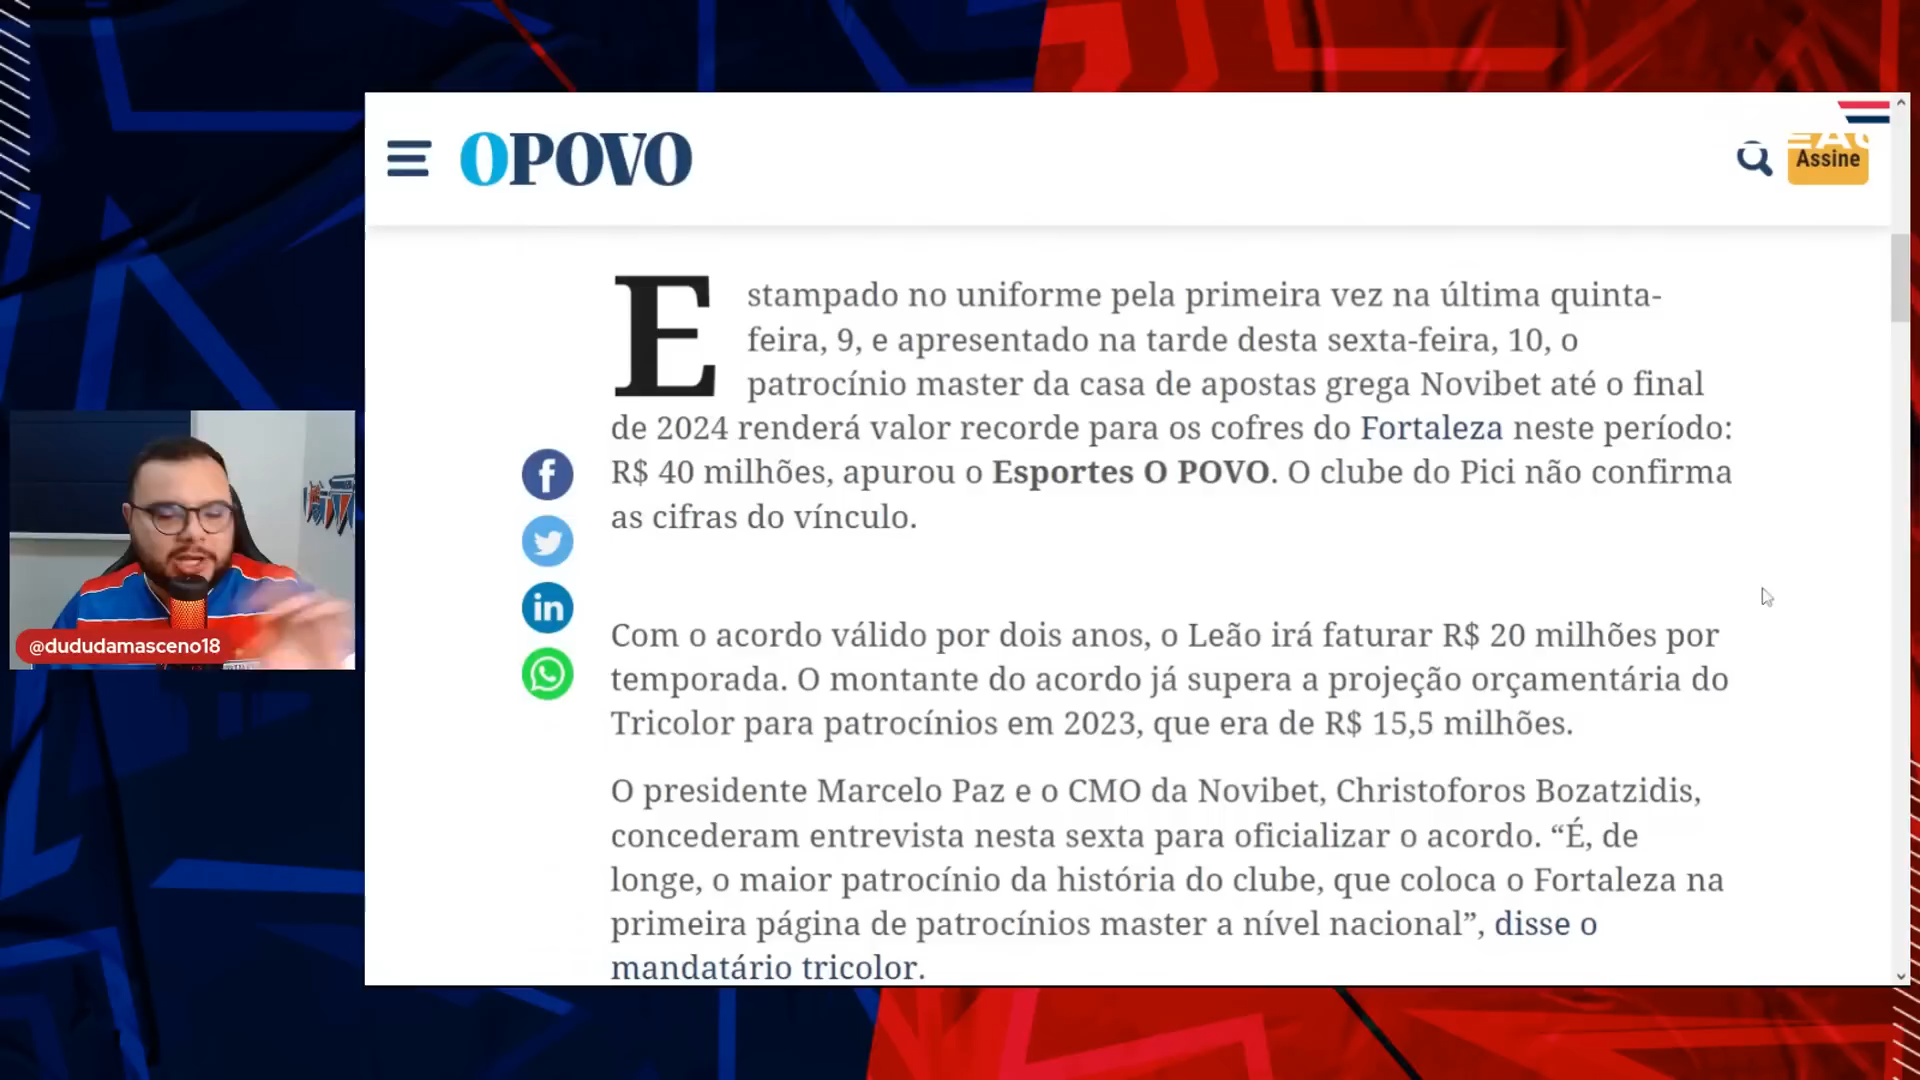 OPOVO
Assine
Estampado no uniforme pela primeira vez na última quinta-
feira, 9, e apresentado na tarde desta sexta-feira, 10, o
patrocínio master da casa de apostas grega Novibet até o final
de 2024 renderá valor recorde para os cofres do Fortaleza neste período:
R$ 40 milhões, apurou o Esportes O POVO. O clube do Pici não confirma
as cifras do vínculo.
Com o acordo válido por dois anos, o Leão irá faturar R$ 20 milhões por
temporada. O montante do acordo já supera a projeção orçamentária do
Tricolor para patrocínios em 2023, que era de R$ 15,5 milhões.
O presidente Marcelo Paz e o CMO da Novibet, Christoforos Bozatzidis,
concederam entrevista nesta sexta para oficializar o acordo. “É, de
longe, o maior patrocínio da história do clube, que coloca o Fortaleza na
primeira página de patrocínios master a nível nacional”, disse o
mandatário tricolor.
@dududamasceno18